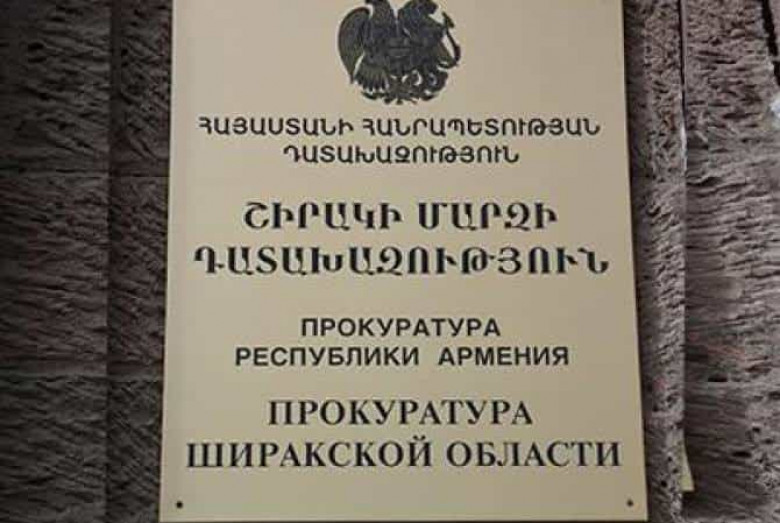 ՀԱՅԱՍՏԱՆԻ ՀԱՆՐԱՊԵՏՈՒԹՅԱՆ
ԴԱՏԱԽԱԶՈՒԹՅՈՒՆ
ՇԻՐԱԿԻ ՄԱՐԶԻ
ԴԱՏԱԽԱԶՈՒԹՅՈՒՆ
ПРОКУРАТУРА
РЕСПУБЛИКИ АРМЕНИЯ
ПРОКУРАТУРА
ШИРАКСКОЙ ОБЛАСТИ